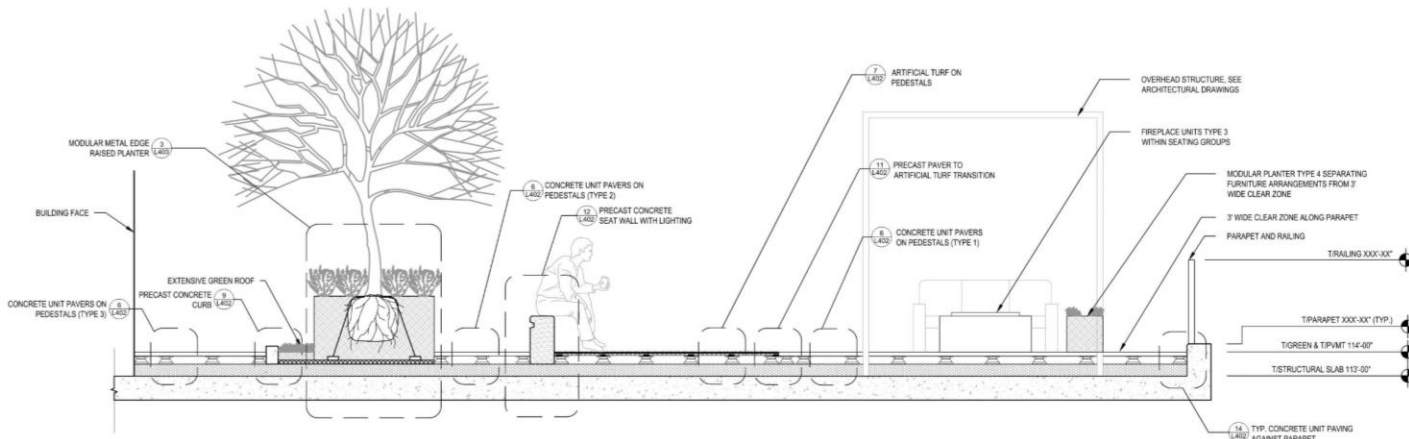 7
L402
ARTIFICIAL TURF ON
PEDESTALS
OVERHEAD STRUCTURE, SEE
ARCHITECTURAL DRAWINGS
MODULAR METAL EDGE
RAISED PLANTER
3
L403
FIREPLACE UNITS TYPE 3
WITHIN SEATING GROUPS
11
L402
PRECAST PAVER TO
ARTIFICIAL TURF TRANSITION
CONCRETE UNIT PAVERS ON
PEDESTALS (TYPE 2)
L402
MODULAR PLANTER TYPE 4 SEPARATING
FURNITURE ARRANGEMENTS FROM 3'
WIDE CLEAR ZONE
BUILDING FACE
12
L402
PRECAST CONCRETE
SEAT WALL WITH LIGHTING
3' WIDE CLEAR ZONE ALONG PARAPET
6
L402
CONCRETE UNIT PAVERS
ON PEDESTALS (TYPE 1)
PARAPET AND RAILING
T/RAILING XXX'-XX"
EXTENSIVE GREEN ROOF
PRECAST CONCRETE
CURB
9
L402
CONCRETE UNIT PAVERS ON
PEDESTALS (TYPE 3)
6
L402
T/PARAPET XXX'-XX" (TYP.)
T/GREEN & T/PVMT 114'-00"
T/STRUCTURAL SLAB 113'-00"
14
L402
TYP. CONCRETE UNIT PAVING
AGAINST PARAPET